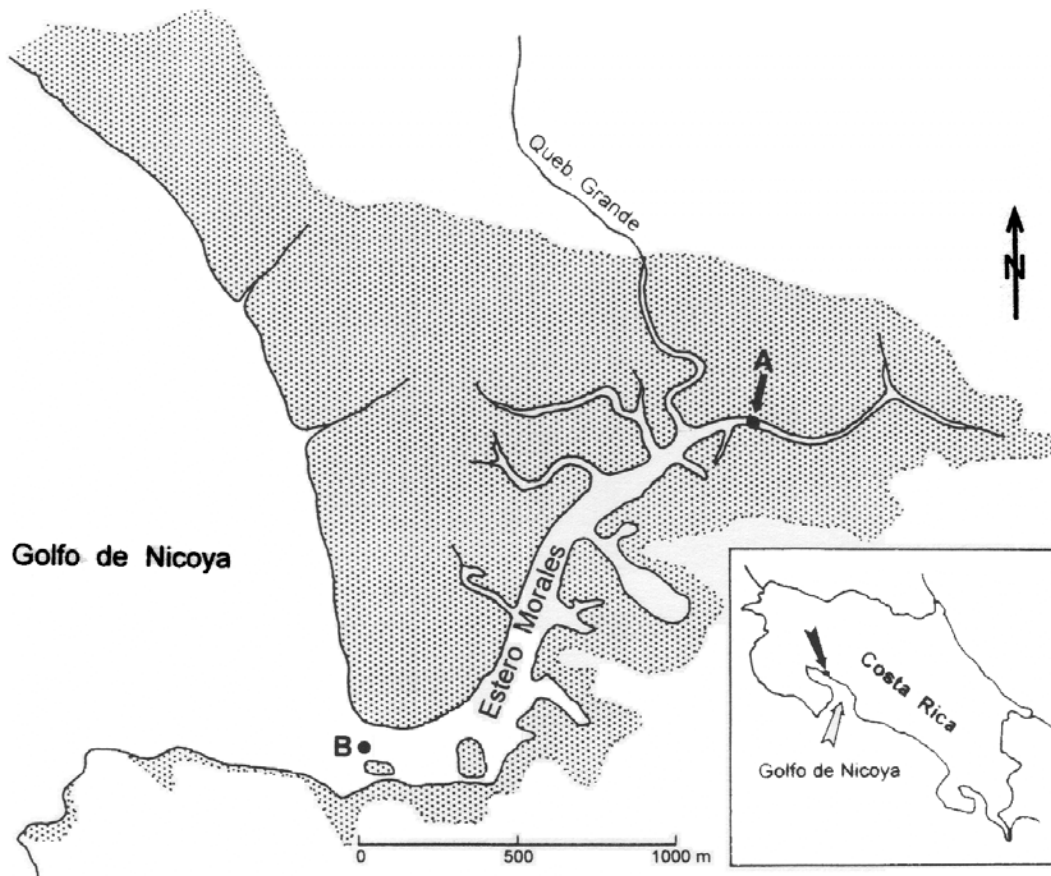 Queb. Grande
N
A
Golfo de Nicoya
Estero Morales
B
Costa Rica
Golfo de Nicoya
0 500 1000 m